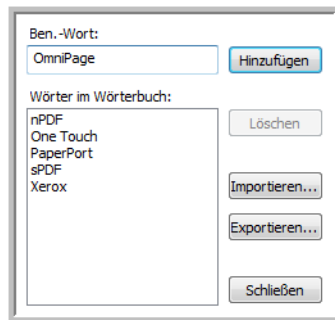 Ben.-Wort:
OmniPage
Hinzufügen
Wörter im Wörterbuch:
nPDF
One Touch
PaperPort
sPDF
Xerox
Löschen
Importieren...
Exportieren...
Schließen